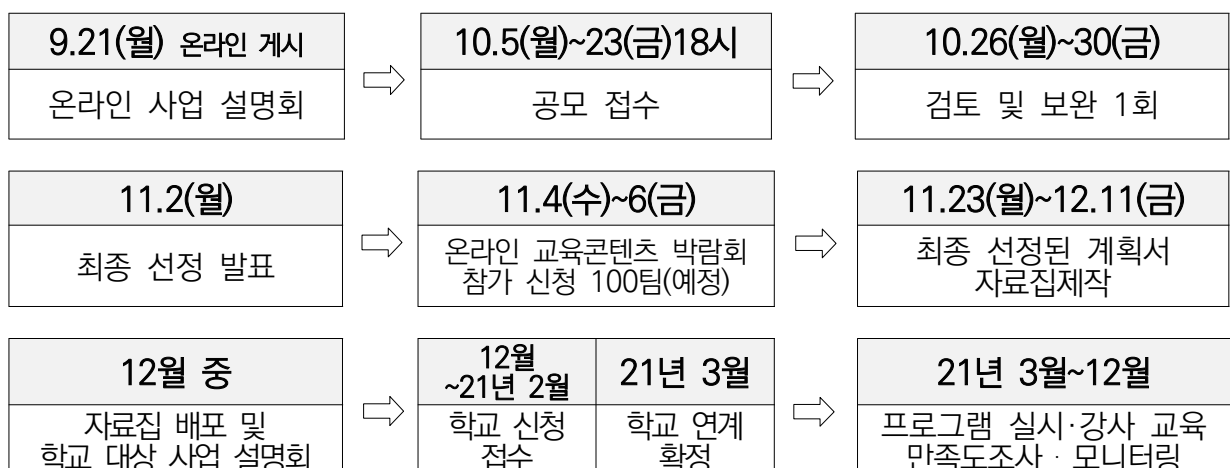 9.21(월) 온라인 게시
온라인 사업 설명회
10.5(월)~23(금)18시
공모 접수
10.26(월)~30(금)
검토 및 보완 1회
11.2(월)
최종 선정 발표
11.4(수)~6(금)
온라인 교육콘텐츠 박람회
참가 신청 100팀(예정)
11.23(월)~12.11(금)
최종 선정된 계획서
자료집제작
12월 중
자료집 배포 및
학교 대상 사업 설명회
12월
~21년 2월
학교 신청
접수
21년 3월
학교 연계
확정
21년 3월~12월
프로그램 실시·강사 교육
만족도조사 · 모니터링